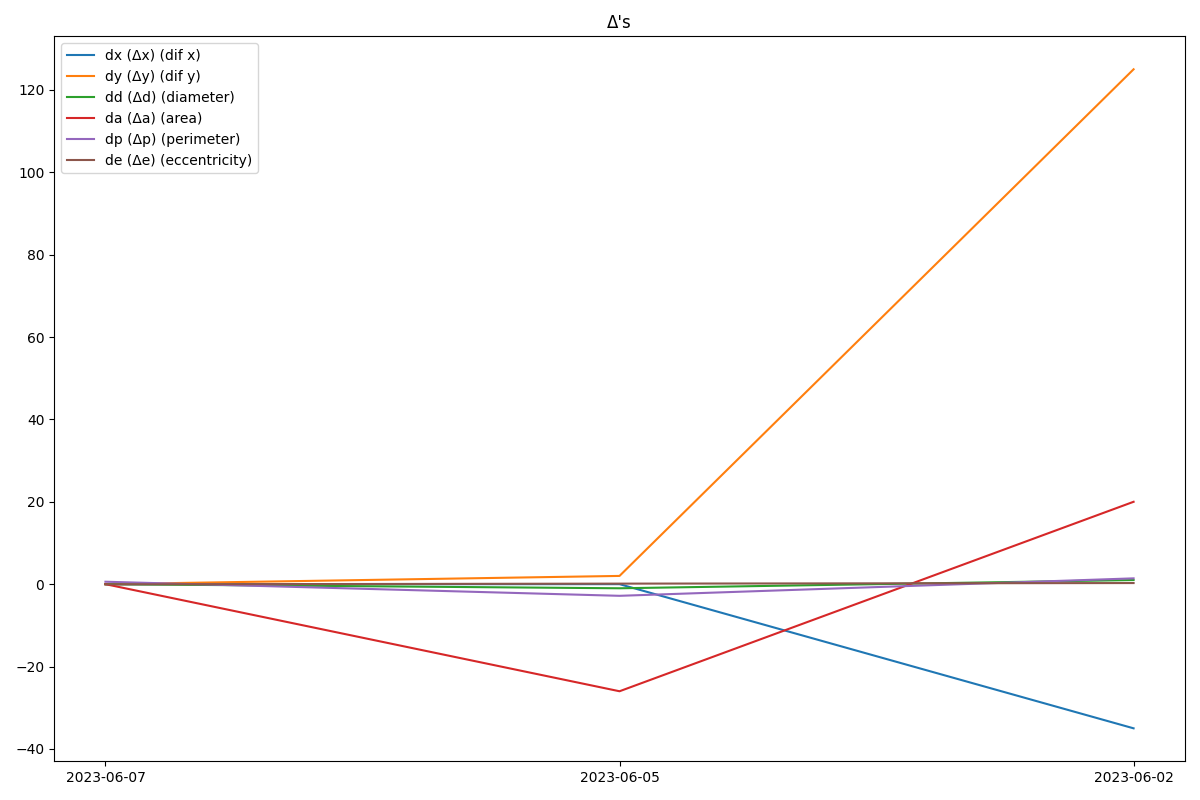 Δ's
dx (Δx) (dif x)
dy (Δy) (dif y)
dd (Δd) (diameter)
da (Δa) (area)
dp (Δp) (perimeter)
de (Δe) (eccentricity)
120
100
80
60
40
20
0
−20
−40
2023-06-07 2023-06-05 2023-06-02